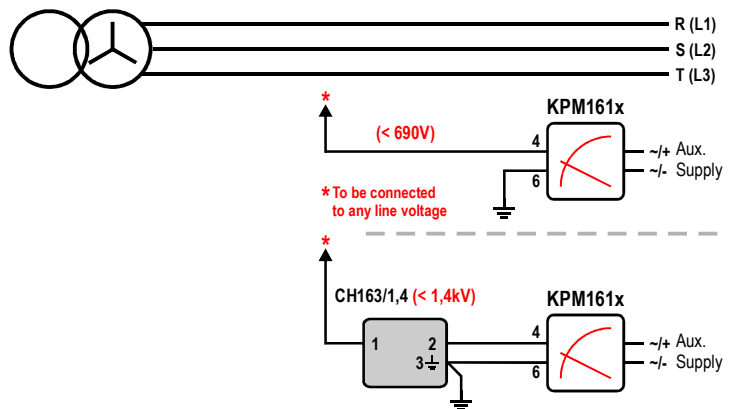 R (L1)
S (L2)
T (L3)
*
KPM161x
(< 690V)
4
~/+ Aux.
6
~/- Supply
* To be connected
to any line voltage
*
CH163/1,4 (< 1,4kV)
KPM161x
1
2
4
~/+ Aux.
3
6
~/- Supply